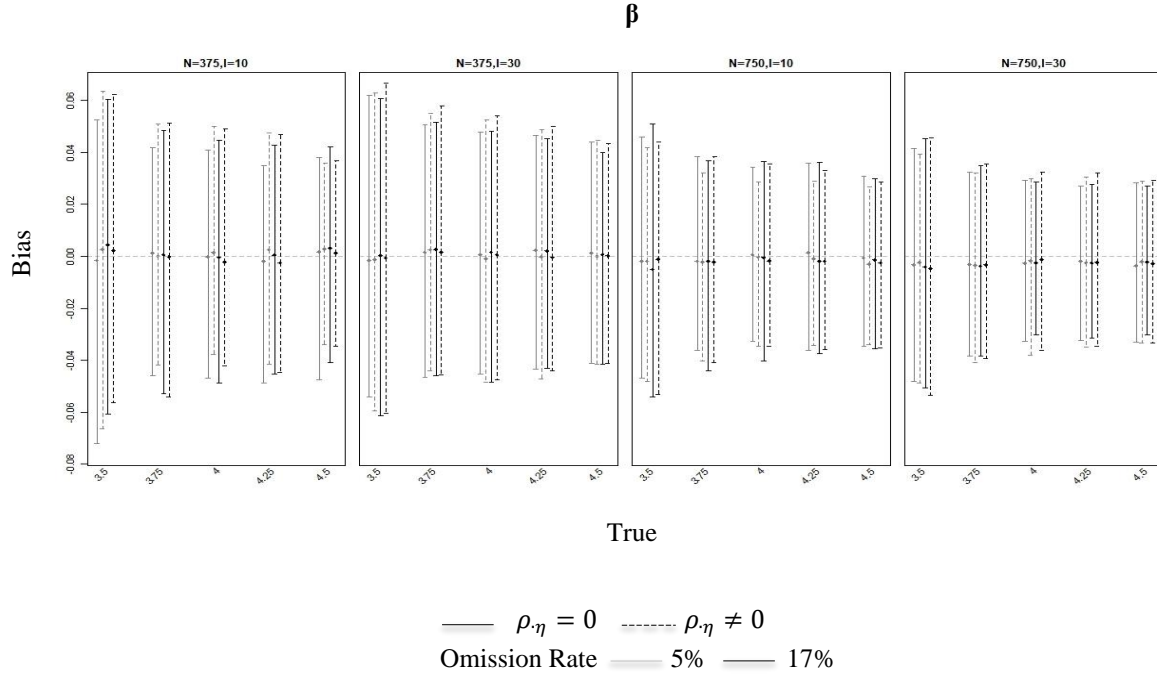 β
N=375,I=10 N=375,I=30 N=750,I=10 N=750,I=30
0.06
0.04
0.02
0.00
-0.02
-0.04
-0.06
-0.08
Bias
3.5 3.75 4 4.25 4.5 3.5 3.75 4 4.25 4.5 3.5 3.75 4 4.25 4.5 3.5 3.75 4 4.25 4.5
True
ρ·η = 0 ρ·η ≠ 0
Omission Rate 5% 17%